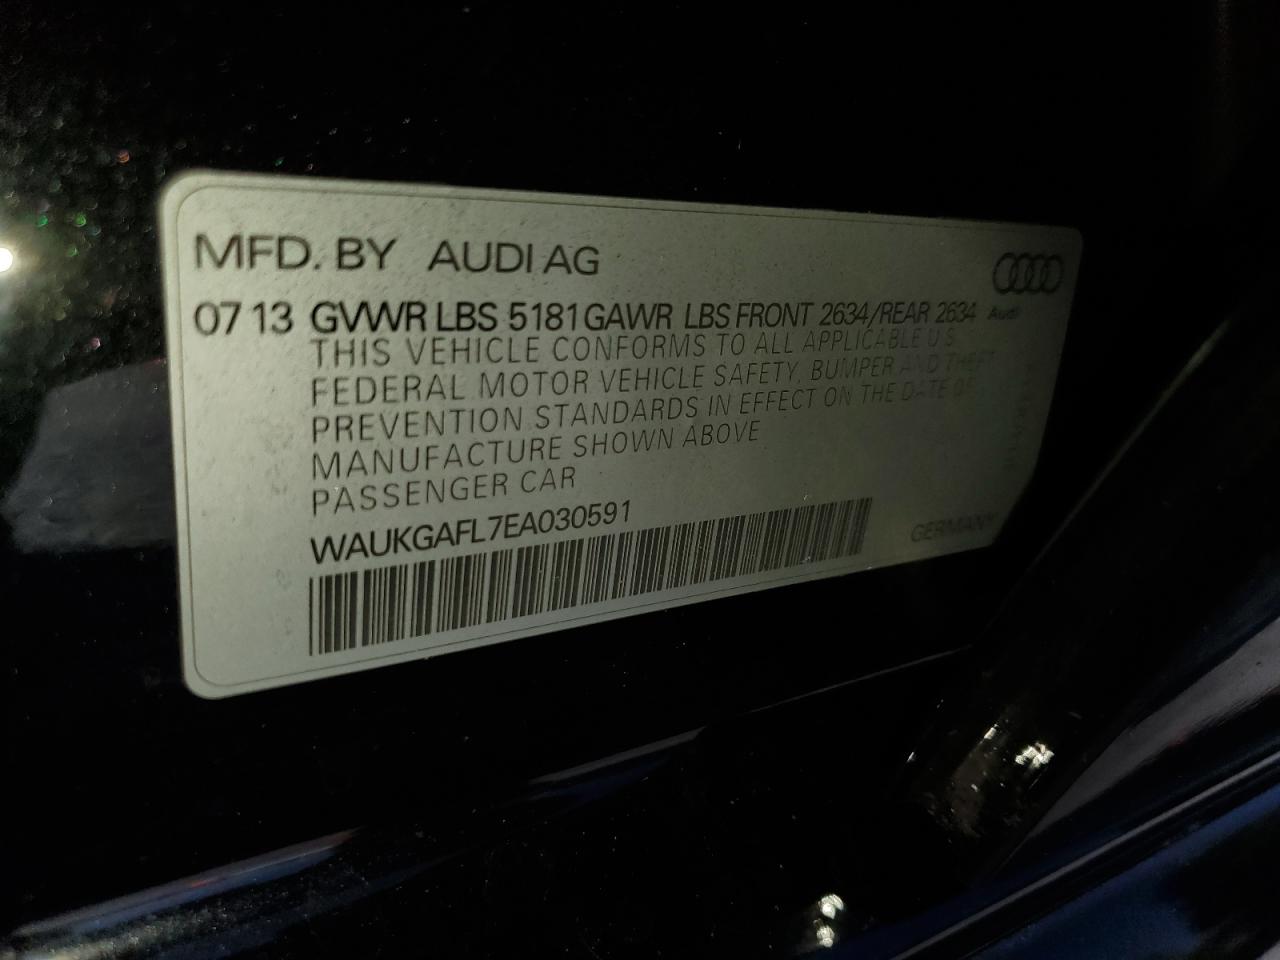 MFD. BY AUDI AG
07 13 GVWR LBS 5181 GAWR LBS FRONT 2634/REAR 2634 Audi
THIS VEHICLE CONFORMS TO ALL APPLICABLE U S
FEDERAL MOTOR VEHICLE SAFETY, BUMPER AND THEFT
PREVENTION STANDARDS IN EFFECT ON THE DATE OF
MANUFACTURE SHOWN ABOVE
PASSENGER CAR
WAUKGAFL7EA030591
GERMANY